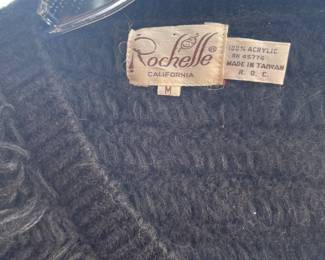 Rochelle®
CALIFORNIA
M
100% ACRYLIC
RN 45776
MADE IN TAIWAN
R. O. C.